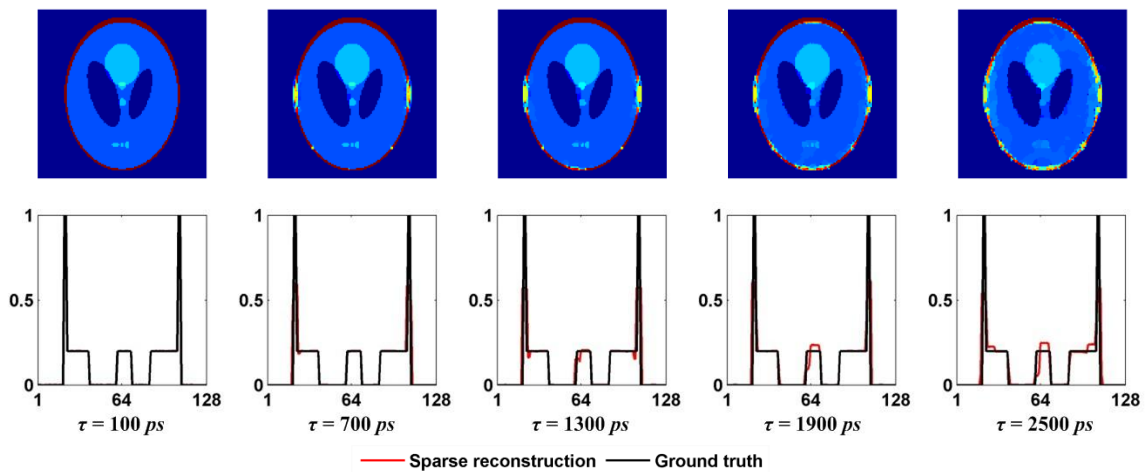 1 1 1 1 1
0.5 0.5 0.5 0.5 0.5
0 0 0 0 0
1 64 128 1 64 128 1 64 128 1 64 128 1 64 128
τ = 100 ps τ = 700 ps τ = 1300 ps τ = 1900 ps τ = 2500 ps
Sparse reconstruction Ground truth